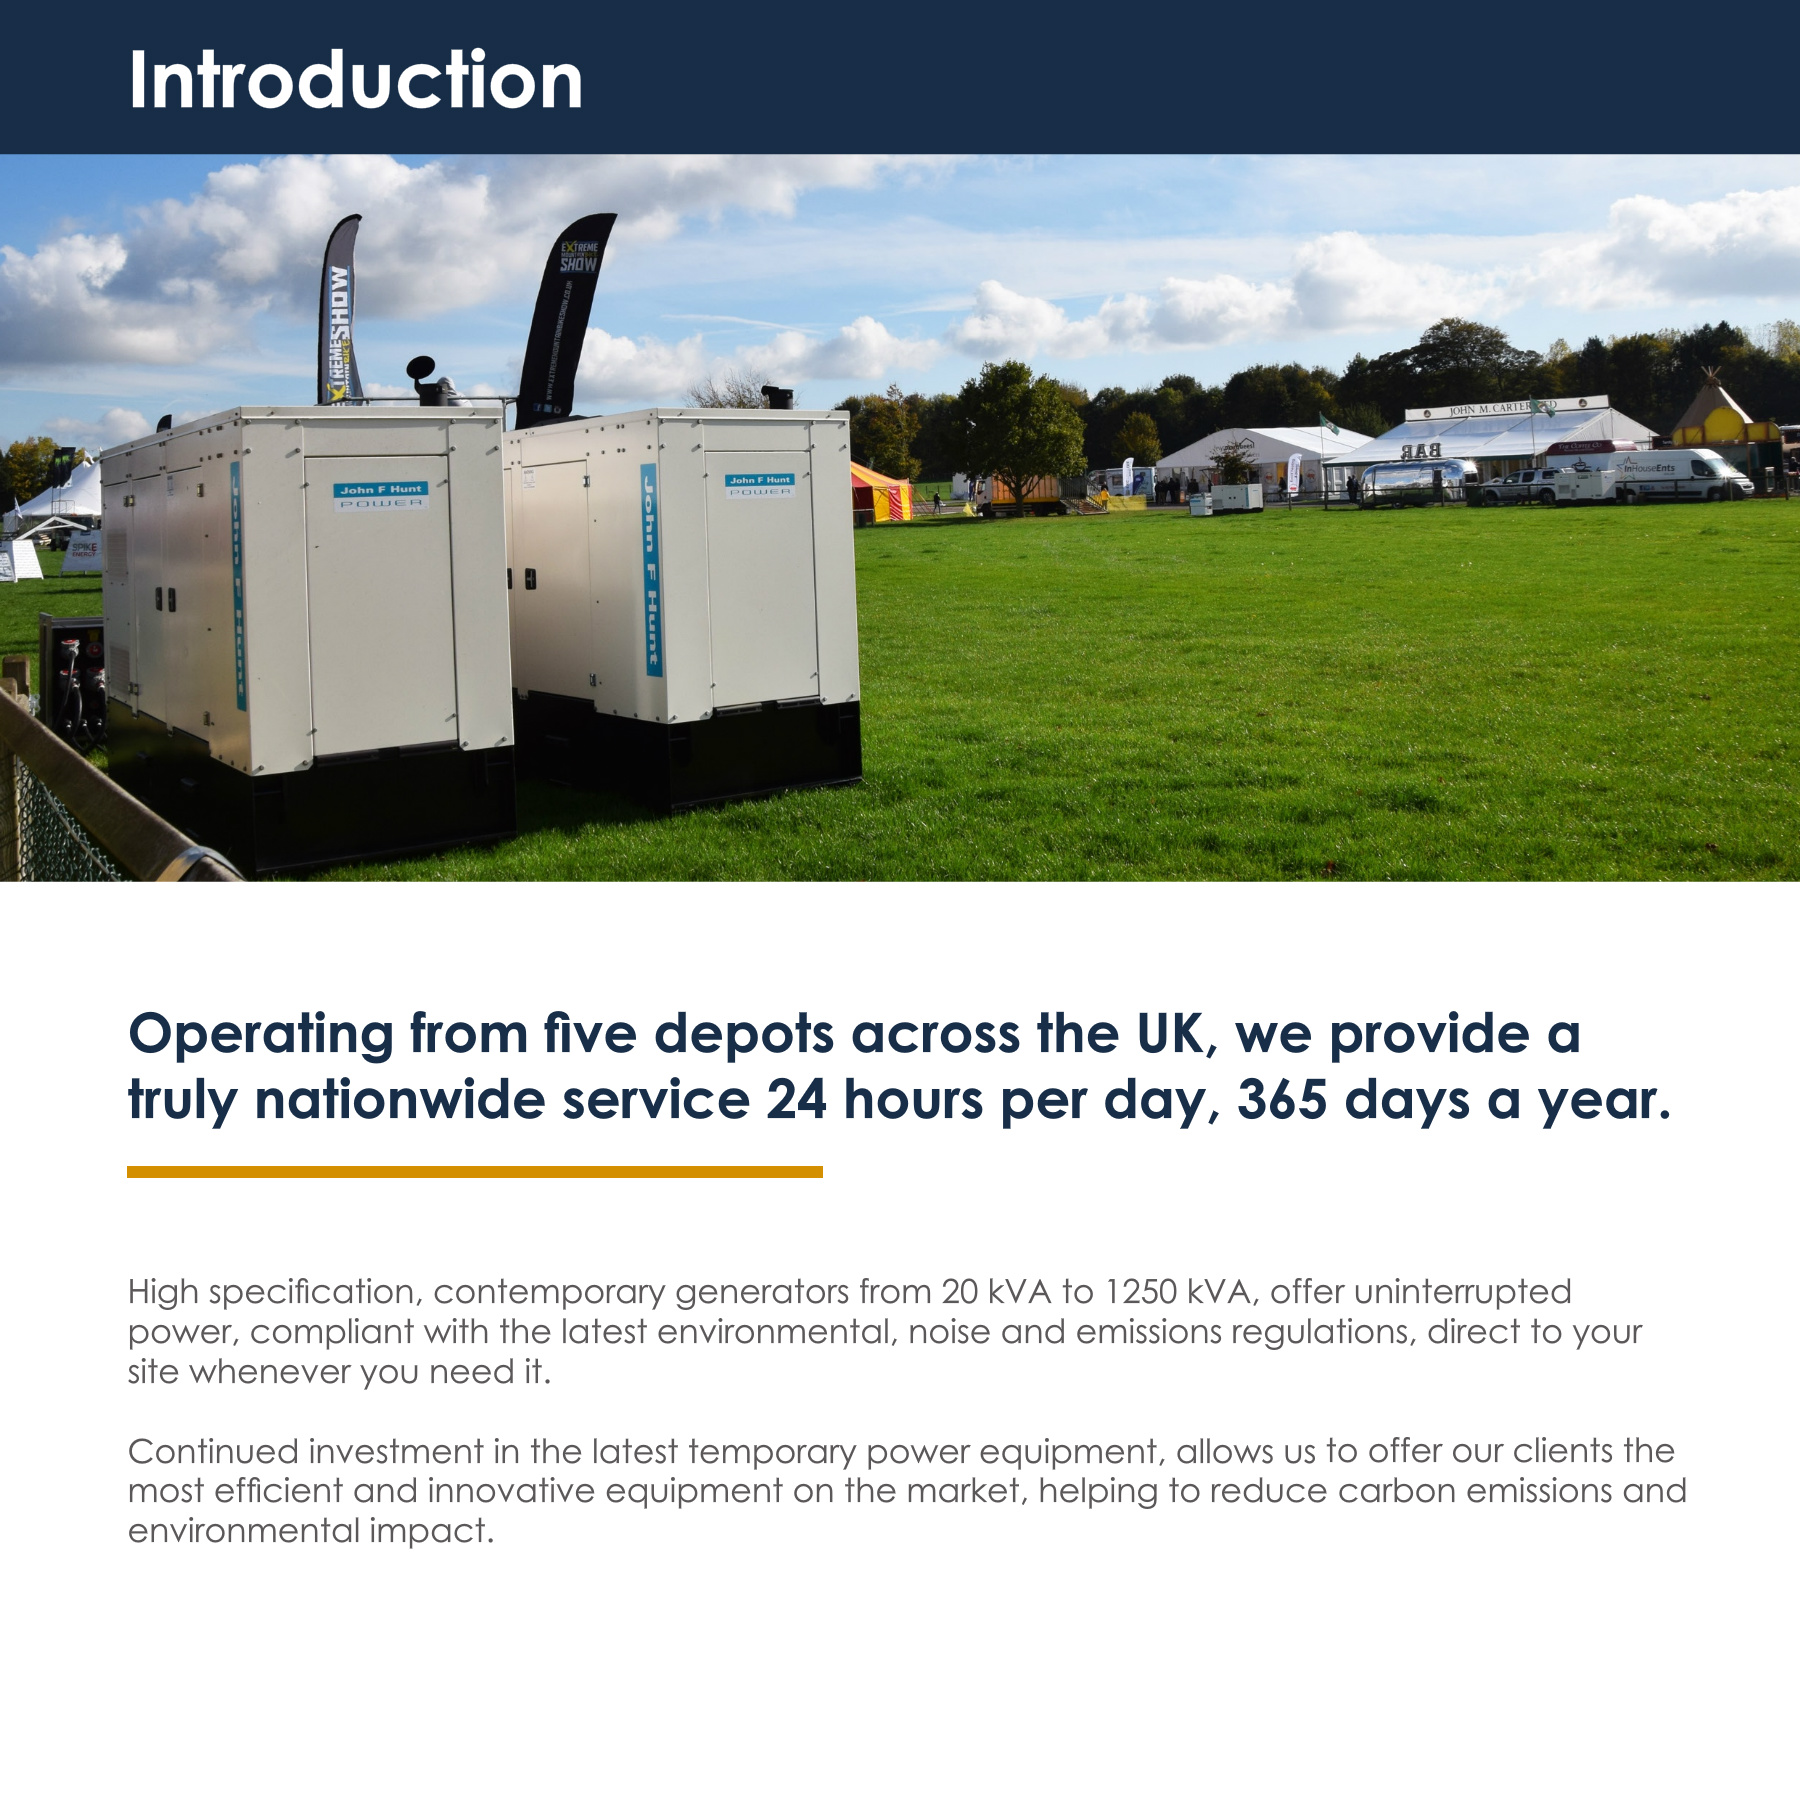 Introduction
EXTREME
SHOW
EXTREMESHOW
John F Hunt
POWER
John F Hunt
John F Hunt
POWER
John F Hunt
SPIKE
ENERGY
JOHN M. CARTER LTD
BAR
InHouseEnts
Operating from five depots across the UK, we provide a
truly nationwide service 24 hours per day, 365 days a year.
High specification, contemporary generators from 20 kVA to 1250 kVA, offer uninterrupted
power, compliant with the latest environmental, noise and emissions regulations, direct to your
site whenever you need it.
Continued investment in the latest temporary power equipment, allows us to offer our clients the
most efficient and innovative equipment on the market, helping to reduce carbon emissions and
environmental impact.